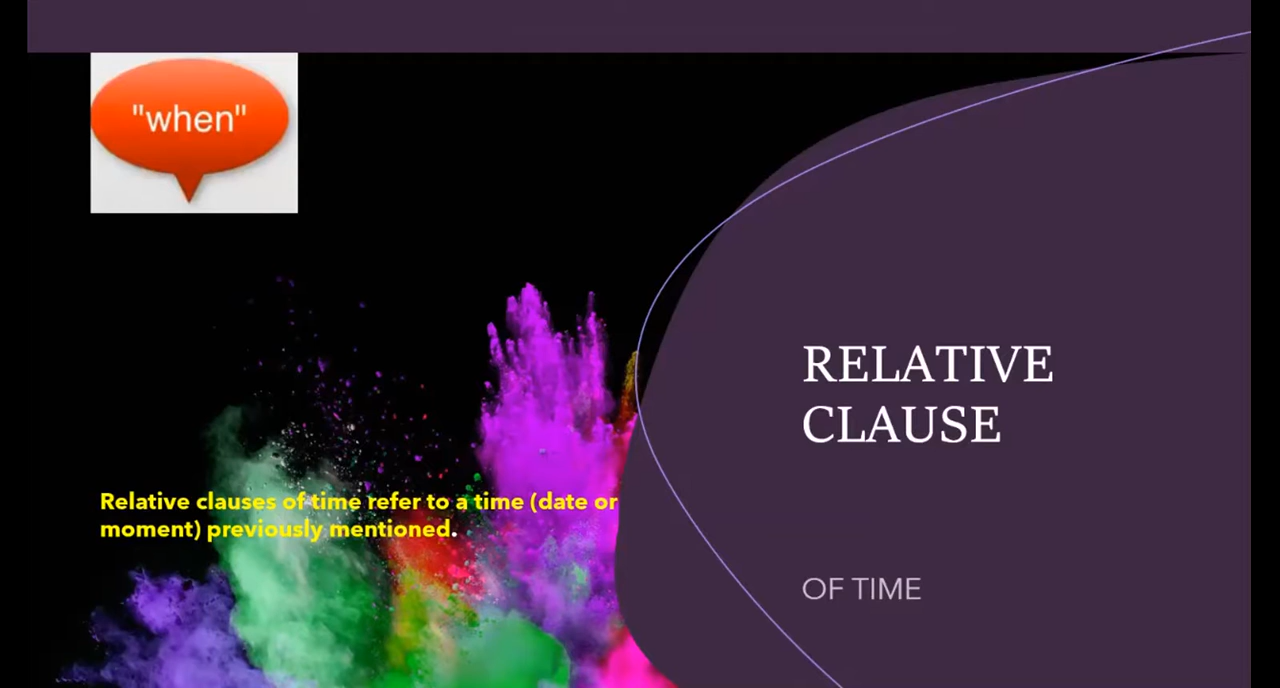 "when"
RELATIVE
CLAUSE
Relative clauses of time refer to a time (date or
moment) previously mentioned.
OF TIME